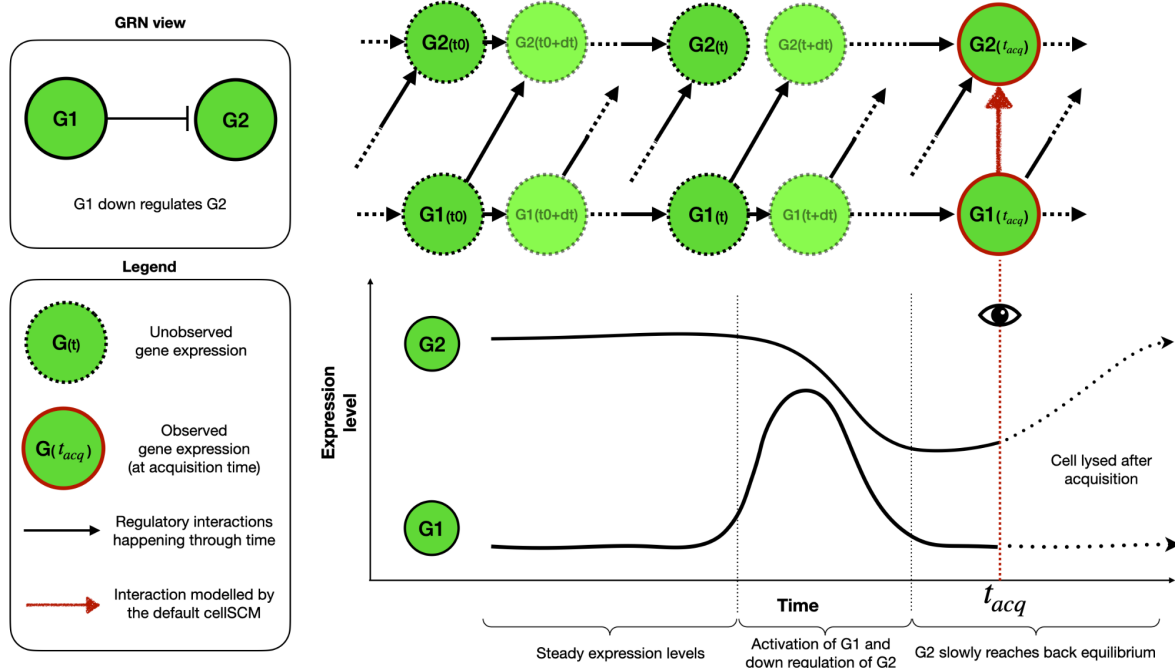 GRN view
G1
G2
G1 down regulates G2
Legend
G(t)
Unobserved
gene expression
G(tacq)
Observed
gene expression
(at acquisition time)
Regulatory interactions
happening through time
Interaction modelled by
the default cellSCM
G2(t0)
G2(t0+dt)
G2(t)
G2(t+dt)
G2(tacq)
G1(t0)
G1(t0+dt)
G1(t)
G1(t+dt)
G1(tacq)
Expression
level
G2
G1
Cell lysed after
acquisition
Time
tacq
Steady expression levels
Activation of G1 and
down regulation of G2
G2 slowly reaches back equilibrium